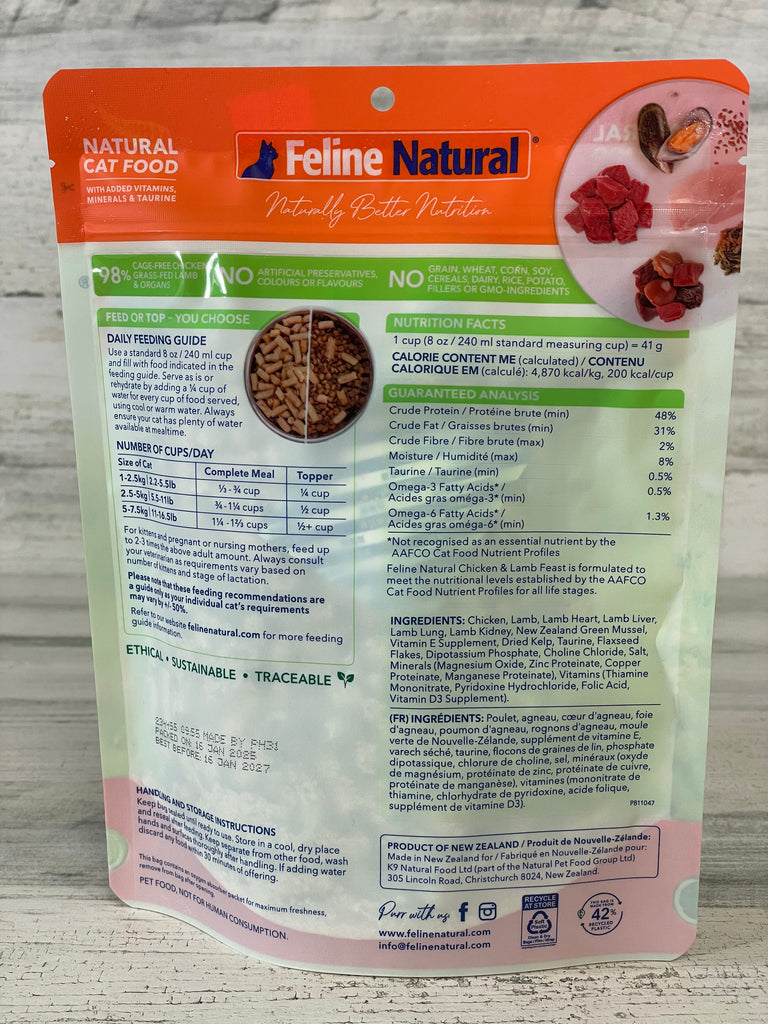 NATURAL
CAT FOOD
WITH ADDED VITAMINS,
MINERALS & TAURINE
Feline Natural®
Naturally Better Nutrition
98% CAGE-FREE CHICKEN,
GRASS-FED LAMB
& ORGANS
NO ARTIFICIAL PRESERVATIVES,
COLOURS OR FLAVOURS
NO GRAIN, WHEAT, CORN, SOY,
CEREALS, DAIRY, RICE, POTATO,
FILLERS OR GMO-INGREDIENTS
FEED OR TOP - YOU CHOOSE
DAILY FEEDING GUIDE
Use a standard 8 oz / 240 ml cup
and fill with food indicated in the
feeding guide. Serve as is or
rehydrate by adding a ¼ cup of
water for every cup of food served,
using cool or warm water. Always
ensure your cat has plenty of water
available at mealtime.
NUMBER OF CUPS/DAY
Size of Cat Complete Meal Topper
1-2.5kg | 2.2-5.5lb ⅓ - ¾ cup ¼ cup
2.5-5kg | 5.5-11lb ¾ - 1¼ cups ½ cup
5-7.5kg | 11-16.5lb 1¼ - 1⅔ cups ½+ cup
For kittens and pregnant or nursing mothers, feed up
to 2-3 times the above adult amount. Always consult
your veterinarian as requirements vary based on
number of kittens and stage of lactation.
Please note that these feeding recommendations are
a guide only as your individual cat's requirements
may vary by +/- 50%.
Refer to our website felinenatural.com for more feeding
guide information.
ETHICAL • SUSTAINABLE • TRACEABLE
234455 09:55 MADE BY PH31
PACKED ON: 16 JAN 2025
BEST BEFORE: 16 JAN 2027
HANDLING AND STORAGE INSTRUCTIONS
Keep bag sealed until ready to use. Store in a cool, dry place
and reseal after feeding. Keep separate from other food, wash
hands and surfaces thoroughly after handling. If adding water
discard any food within 30 minutes of offering.
This bag contains an oxygen absorber packet for maximum freshness,
remove from bag after opening.
PET FOOD, NOT FOR HUMAN CONSUMPTION.
NUTRITION FACTS
1 cup (8 oz / 240 ml standard measuring cup) = 41 g
CALORIE CONTENT ME (calculated) / CONTENU
CALORIQUE EM (calculé): 4,870 kcal/kg, 200 kcal/cup
GUARANTEED ANALYSIS
Crude Protein / Protéine brute (min) 48%
Crude Fat / Graisses brutes (min) 31%
Crude Fibre / Fibre brute (max) 2%
Moisture / Humidité (max) 8%
Taurine / Taurine (min) 0.5%
Omega-3 Fatty Acids* /
Acides gras oméga-3* (min) 0.5%
Omega-6 Fatty Acids* /
Acides gras oméga-6* (min) 1.3%
*Not recognised as an essential nutrient by the
AAFCO Cat Food Nutrient Profiles
Feline Natural Chicken & Lamb Feast is formulated to
meet the nutritional levels established by the AAFCO
Cat Food Nutrient Profiles for all life stages.
INGREDIENTS: Chicken, Lamb, Lamb Heart, Lamb Liver,
Lamb Lung, Lamb Kidney, New Zealand Green Mussel,
Vitamin E Supplement, Dried Kelp, Taurine, Flaxseed
Flakes, Dipotassium Phosphate, Choline Chloride, Salt,
Minerals (Magnesium Oxide, Zinc Proteinate, Copper
Proteinate, Manganese Proteinate), Vitamins (Thiamine
Mononitrate, Pyridoxine Hydrochloride, Folic Acid,
Vitamin D3 Supplement).
(FR) INGRÉDIENTS: Poulet, agneau, cœur d'agneau, foie
d'agneau, poumon d'agneau, rognons d'agneau, moule
verte de Nouvelle-Zélande, supplément de vitamine E,
varech séché, taurine, flocons de graines de lin, phosphate
dipotassique, chlorure de choline, sel, minéraux (oxyde
de magnésium, protéinate de zinc, protéinate de cuivre,
protéinate de manganèse), vitamines (mononitrate de
thiamine, chlorhydrate de pyridoxine, acide folique,
supplément de vitamine D3).
P811047
PRODUCT OF NEW ZEALAND / Produit de Nouvelle-Zélande:
Made in New Zealand for / Fabriqué en Nouvelle-Zélande pour:
K9 Natural Food Ltd (part of the Natural Pet Food Group Ltd)
305 Lincoln Road, Christchurch 8024, New Zealand.
Purr with us
www.felinenatural.com
info@felinenatural.com
RECYCLE
AT STORE
Soft
Plastic
Clean & Dry
Bags | Film | Wrap
THIS BAG IS
MADE FROM
42%
RECYCLED
PLASTIC